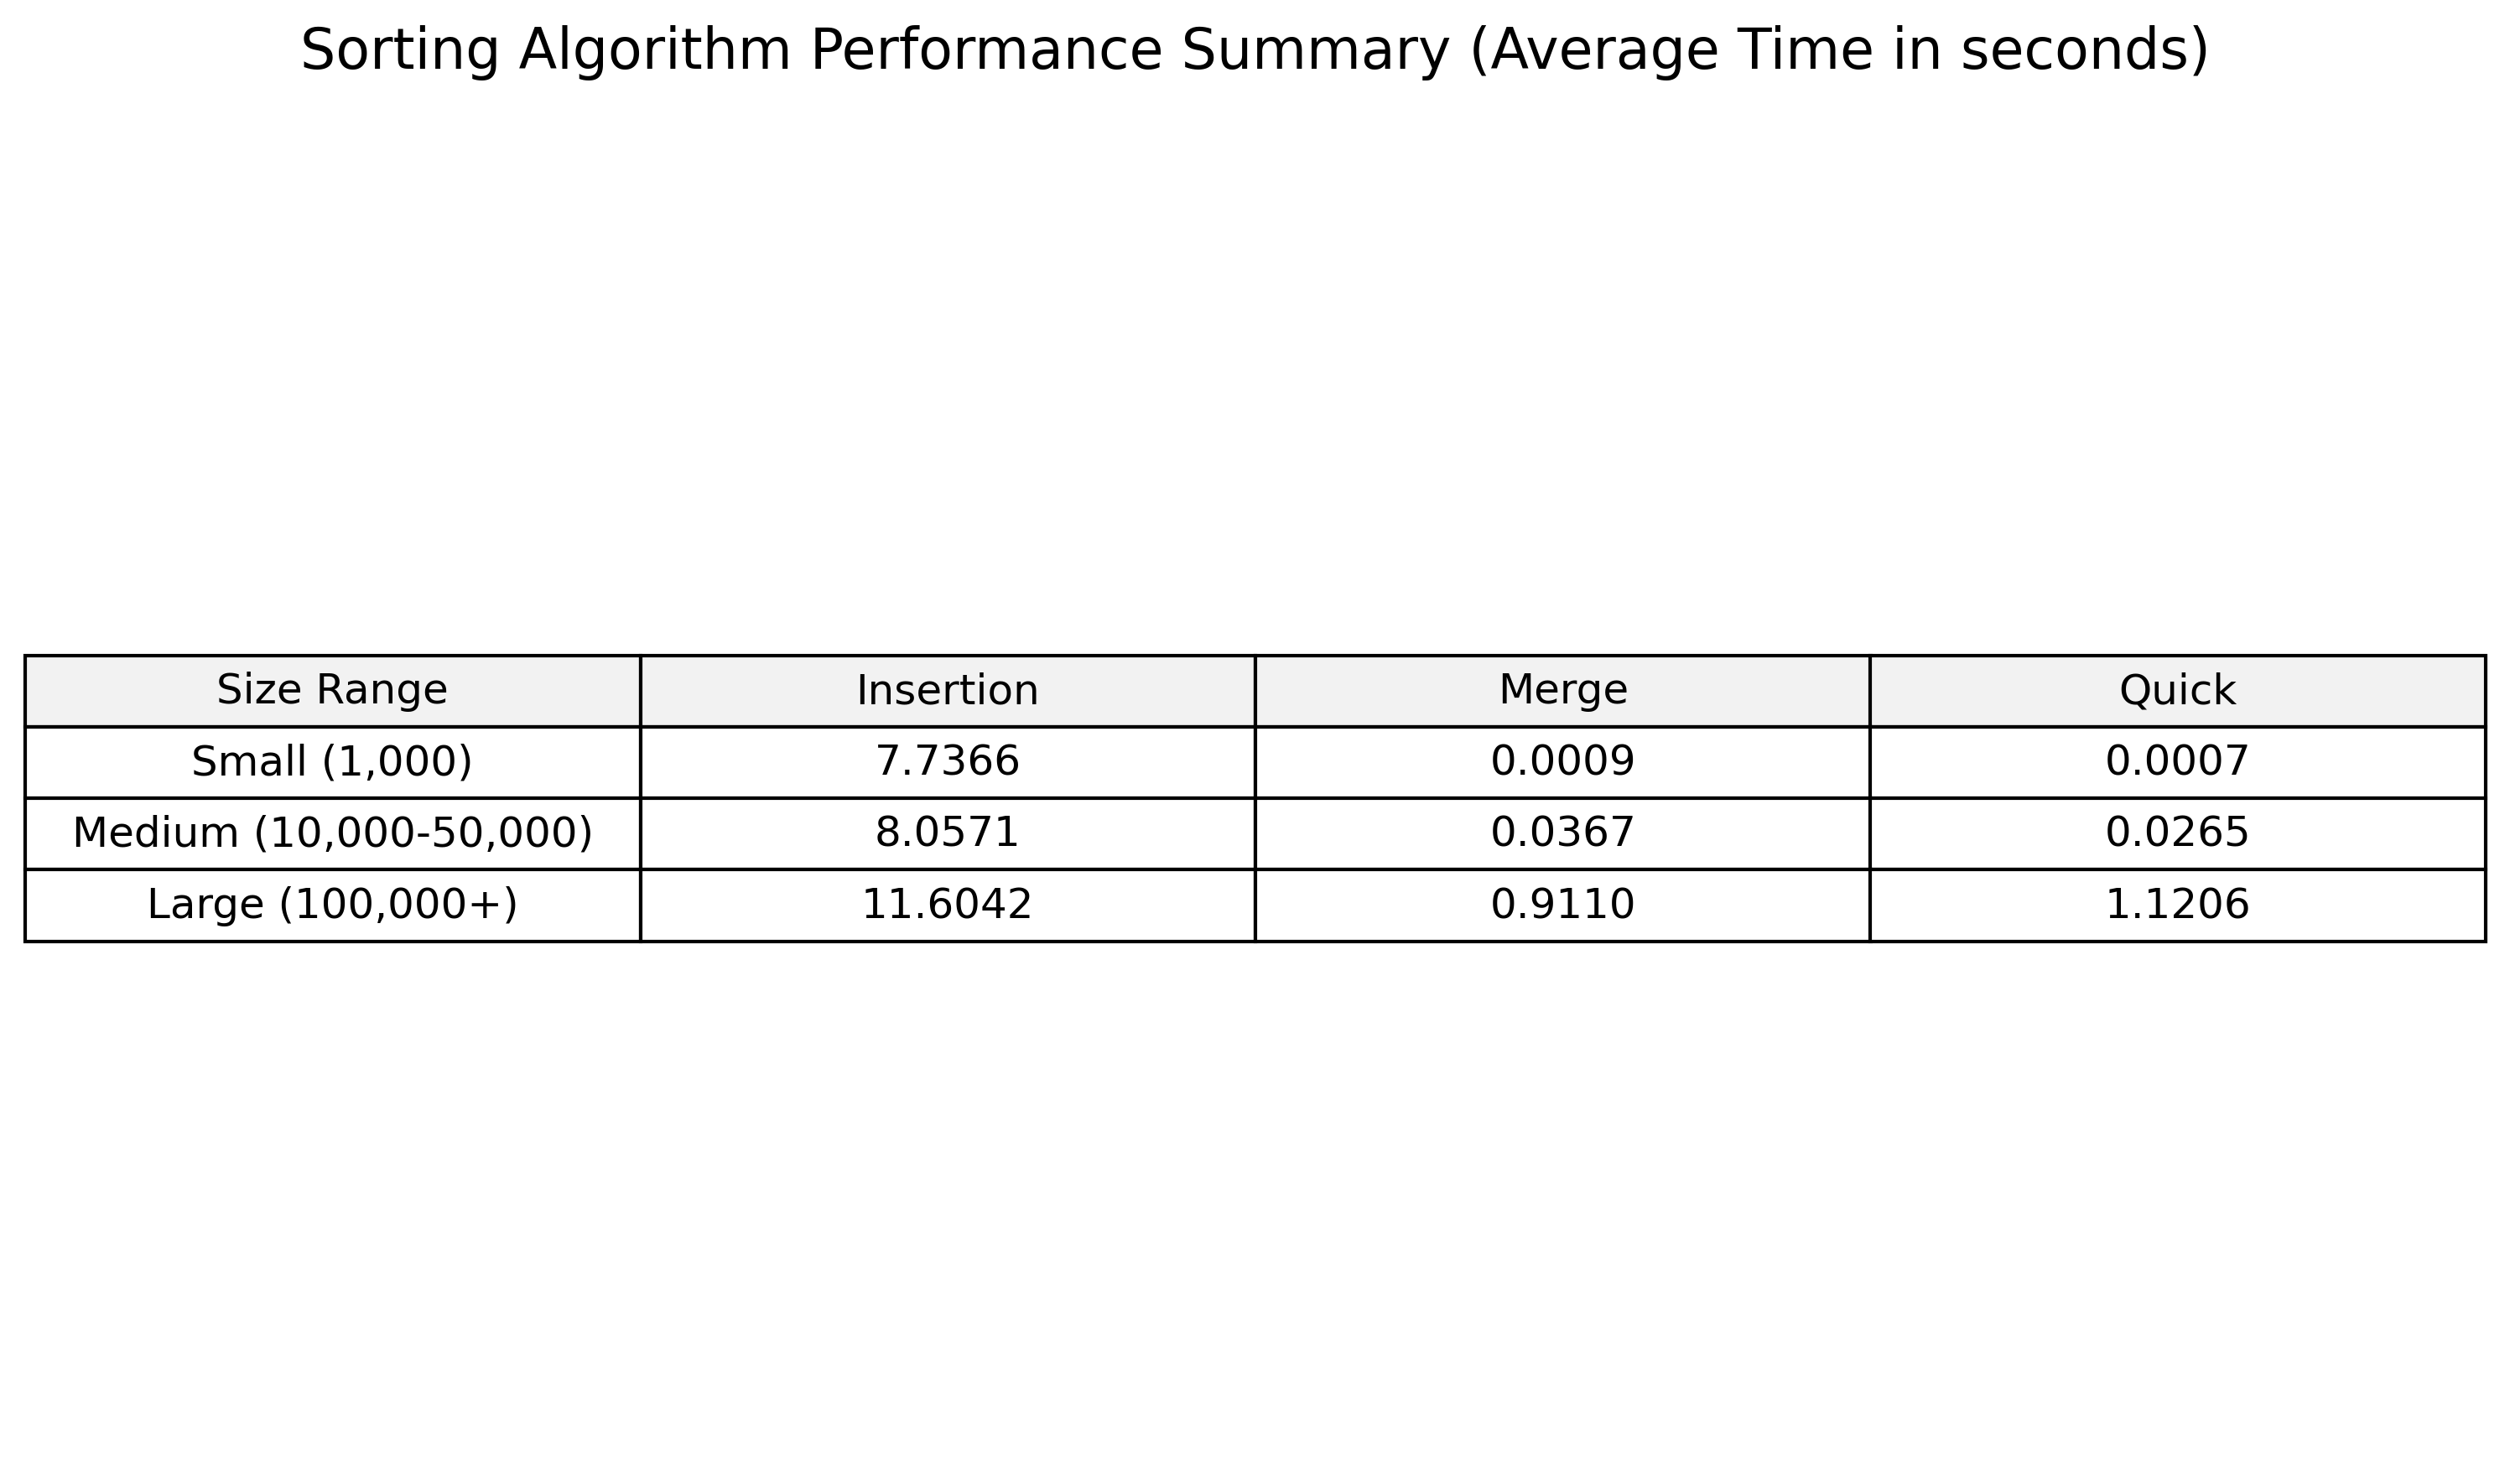 Sorting Algorithm Performance Summary (Average Time in seconds)
Size Range Insertion Merge Quick
Small (1,000) 7.7366 0.0009 0.0007
Medium (10,000-50,000) 8.0571 0.0367 0.0265
Large (100,000+) 11.6042 0.9110 1.1206